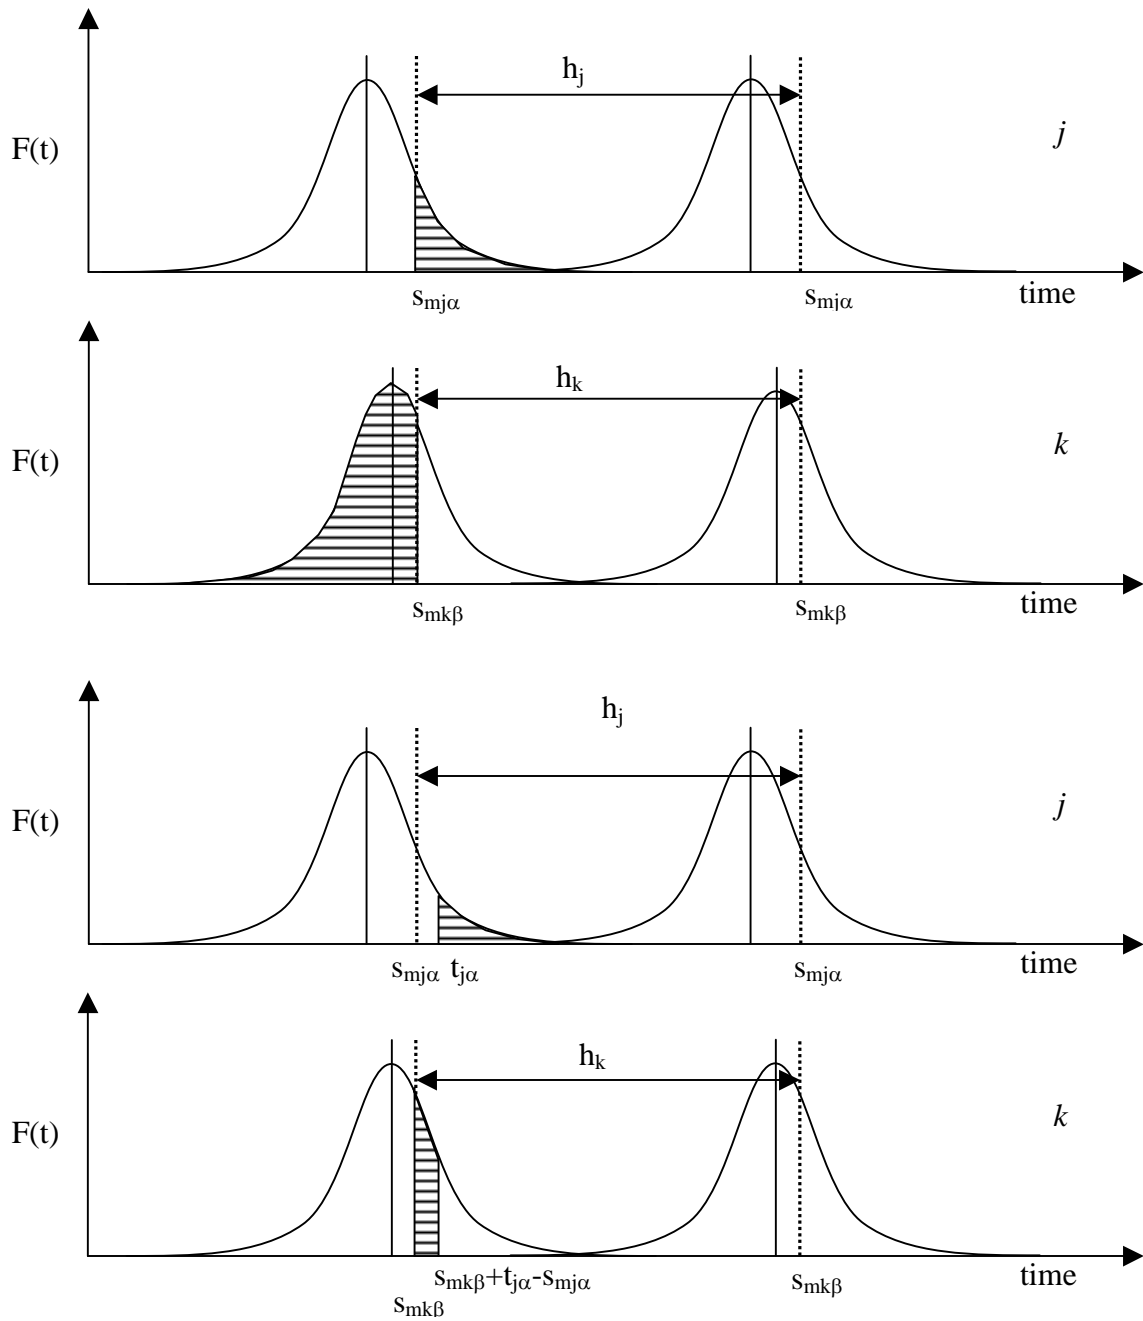 h_j
F(t)
j
s_mjα s_mjα
time
h_k
F(t)
k
s_mkβ s_mkβ
time
h_j
F(t)
j
s_mjα t_jα s_mjα
time
h_k
F(t)
k
s_mkβ+t_jα-s_mjα s_mkβ
time
s_mkβ